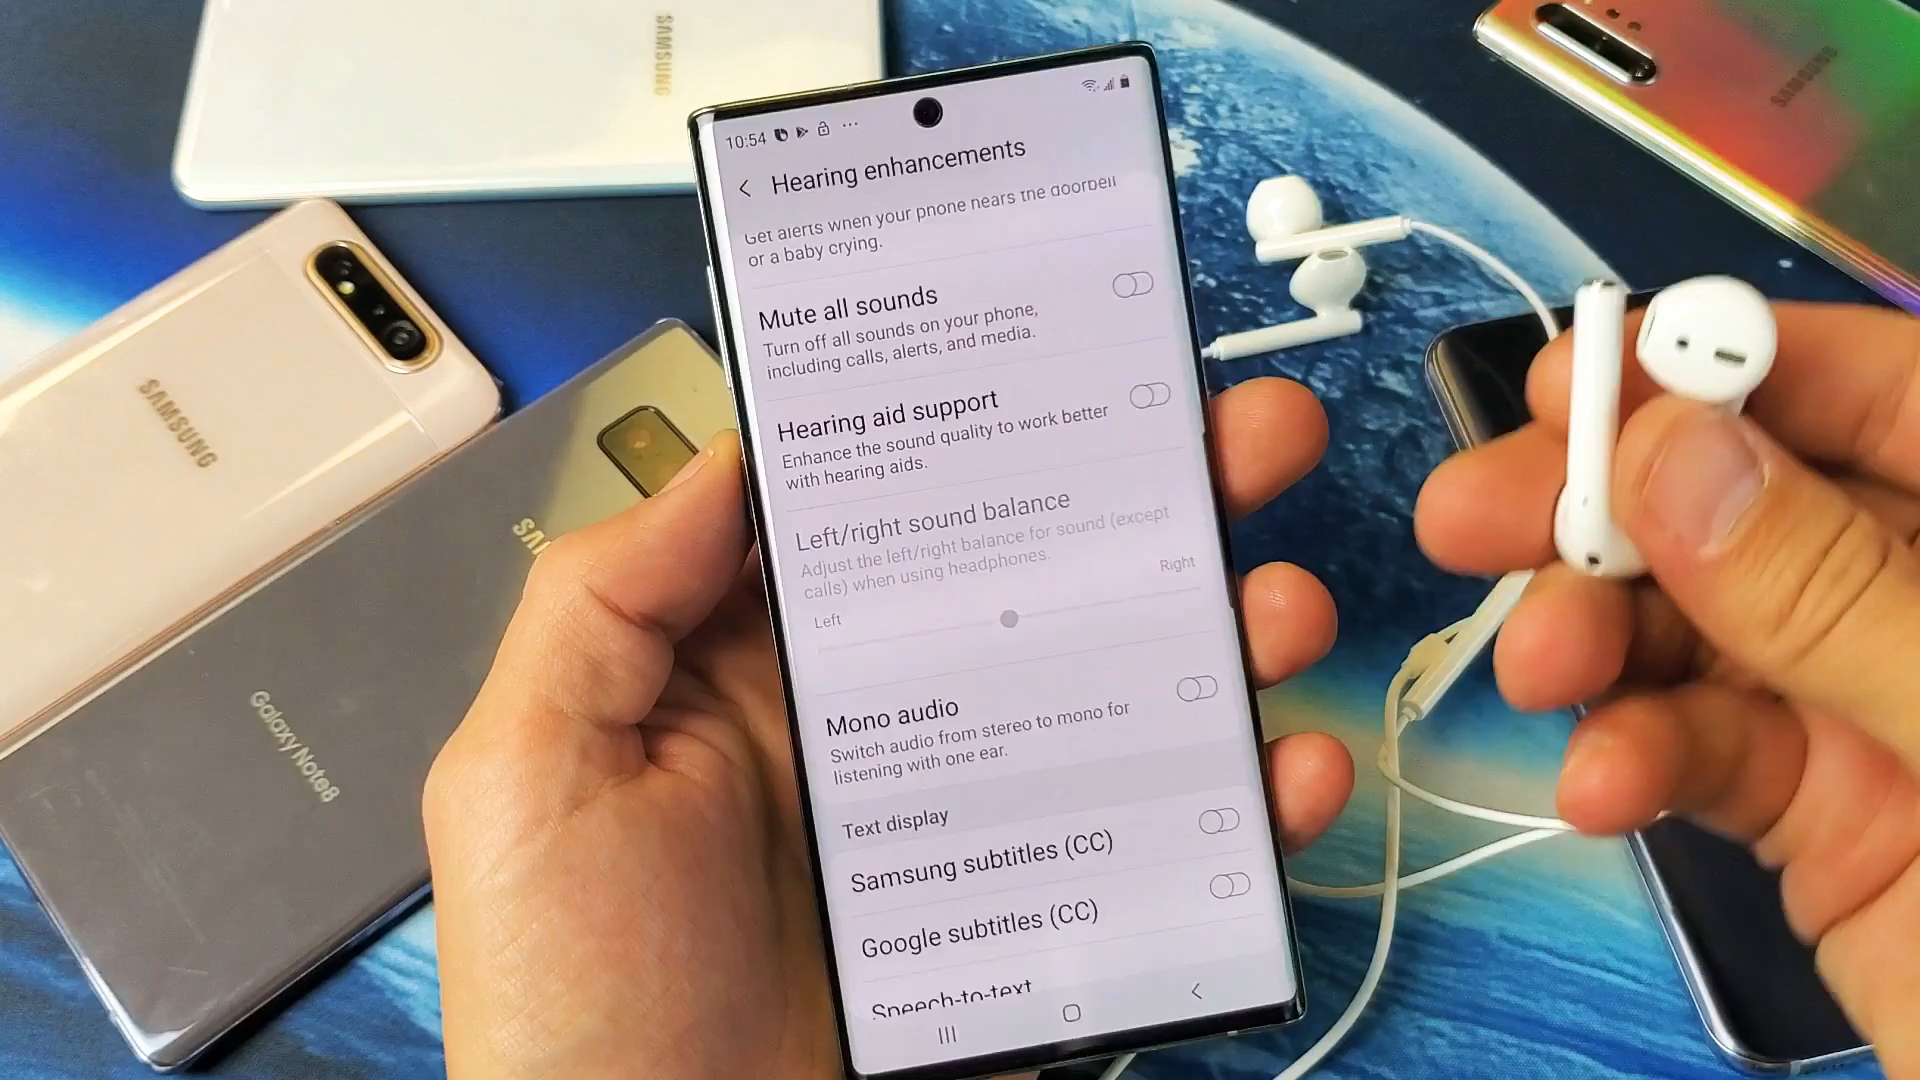 SAMSUNG
SAMSUNG
SAMSUNG
Galaxy Note8
10:54
Hearing enhancements
Get alerts when your phone nears the doorbell
or a baby crying.
Mute all sounds
Turn off all sounds on your phone,
including calls, alerts, and media.
Hearing aid support
Enhance the sound quality to work better
with hearing aids.
Left/right sound balance
Adjust the left/right balance for sound (except
calls) when using headphones.
Left
Right
Mono audio
Switch audio from stereo to mono for
listening with one ear.
Text display
Samsung subtitles (CC)
Google subtitles (CC)
Speech-to-text